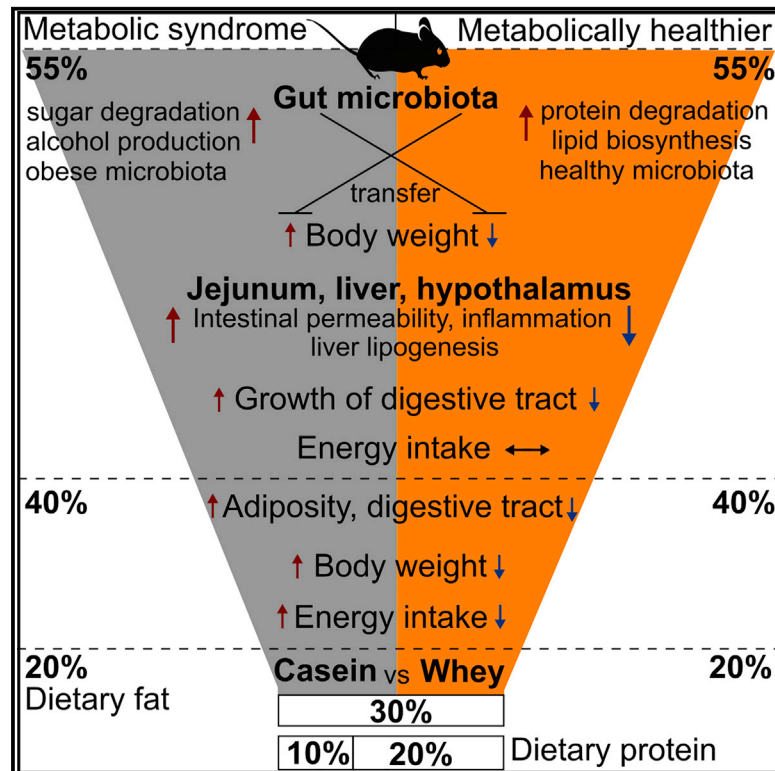 Metabolic syndrome
Metabolically healthier
55%
55%
Gut microbiota
sugar degradation
alcohol production
obese microbiota
protein degradation
lipid biosynthesis
healthy microbiota
transfer
Body weight
Jejunum, liver, hypothalamus
Intestinal permeability, inflammation
liver lipogenesis
Growth of digestive tract
Energy intake
40%
40%
Adiposity, digestive tract
Body weight
Energy intake
20%
Casein vs Whey
20%
Dietary fat
30%
10%
20%
Dietary protein